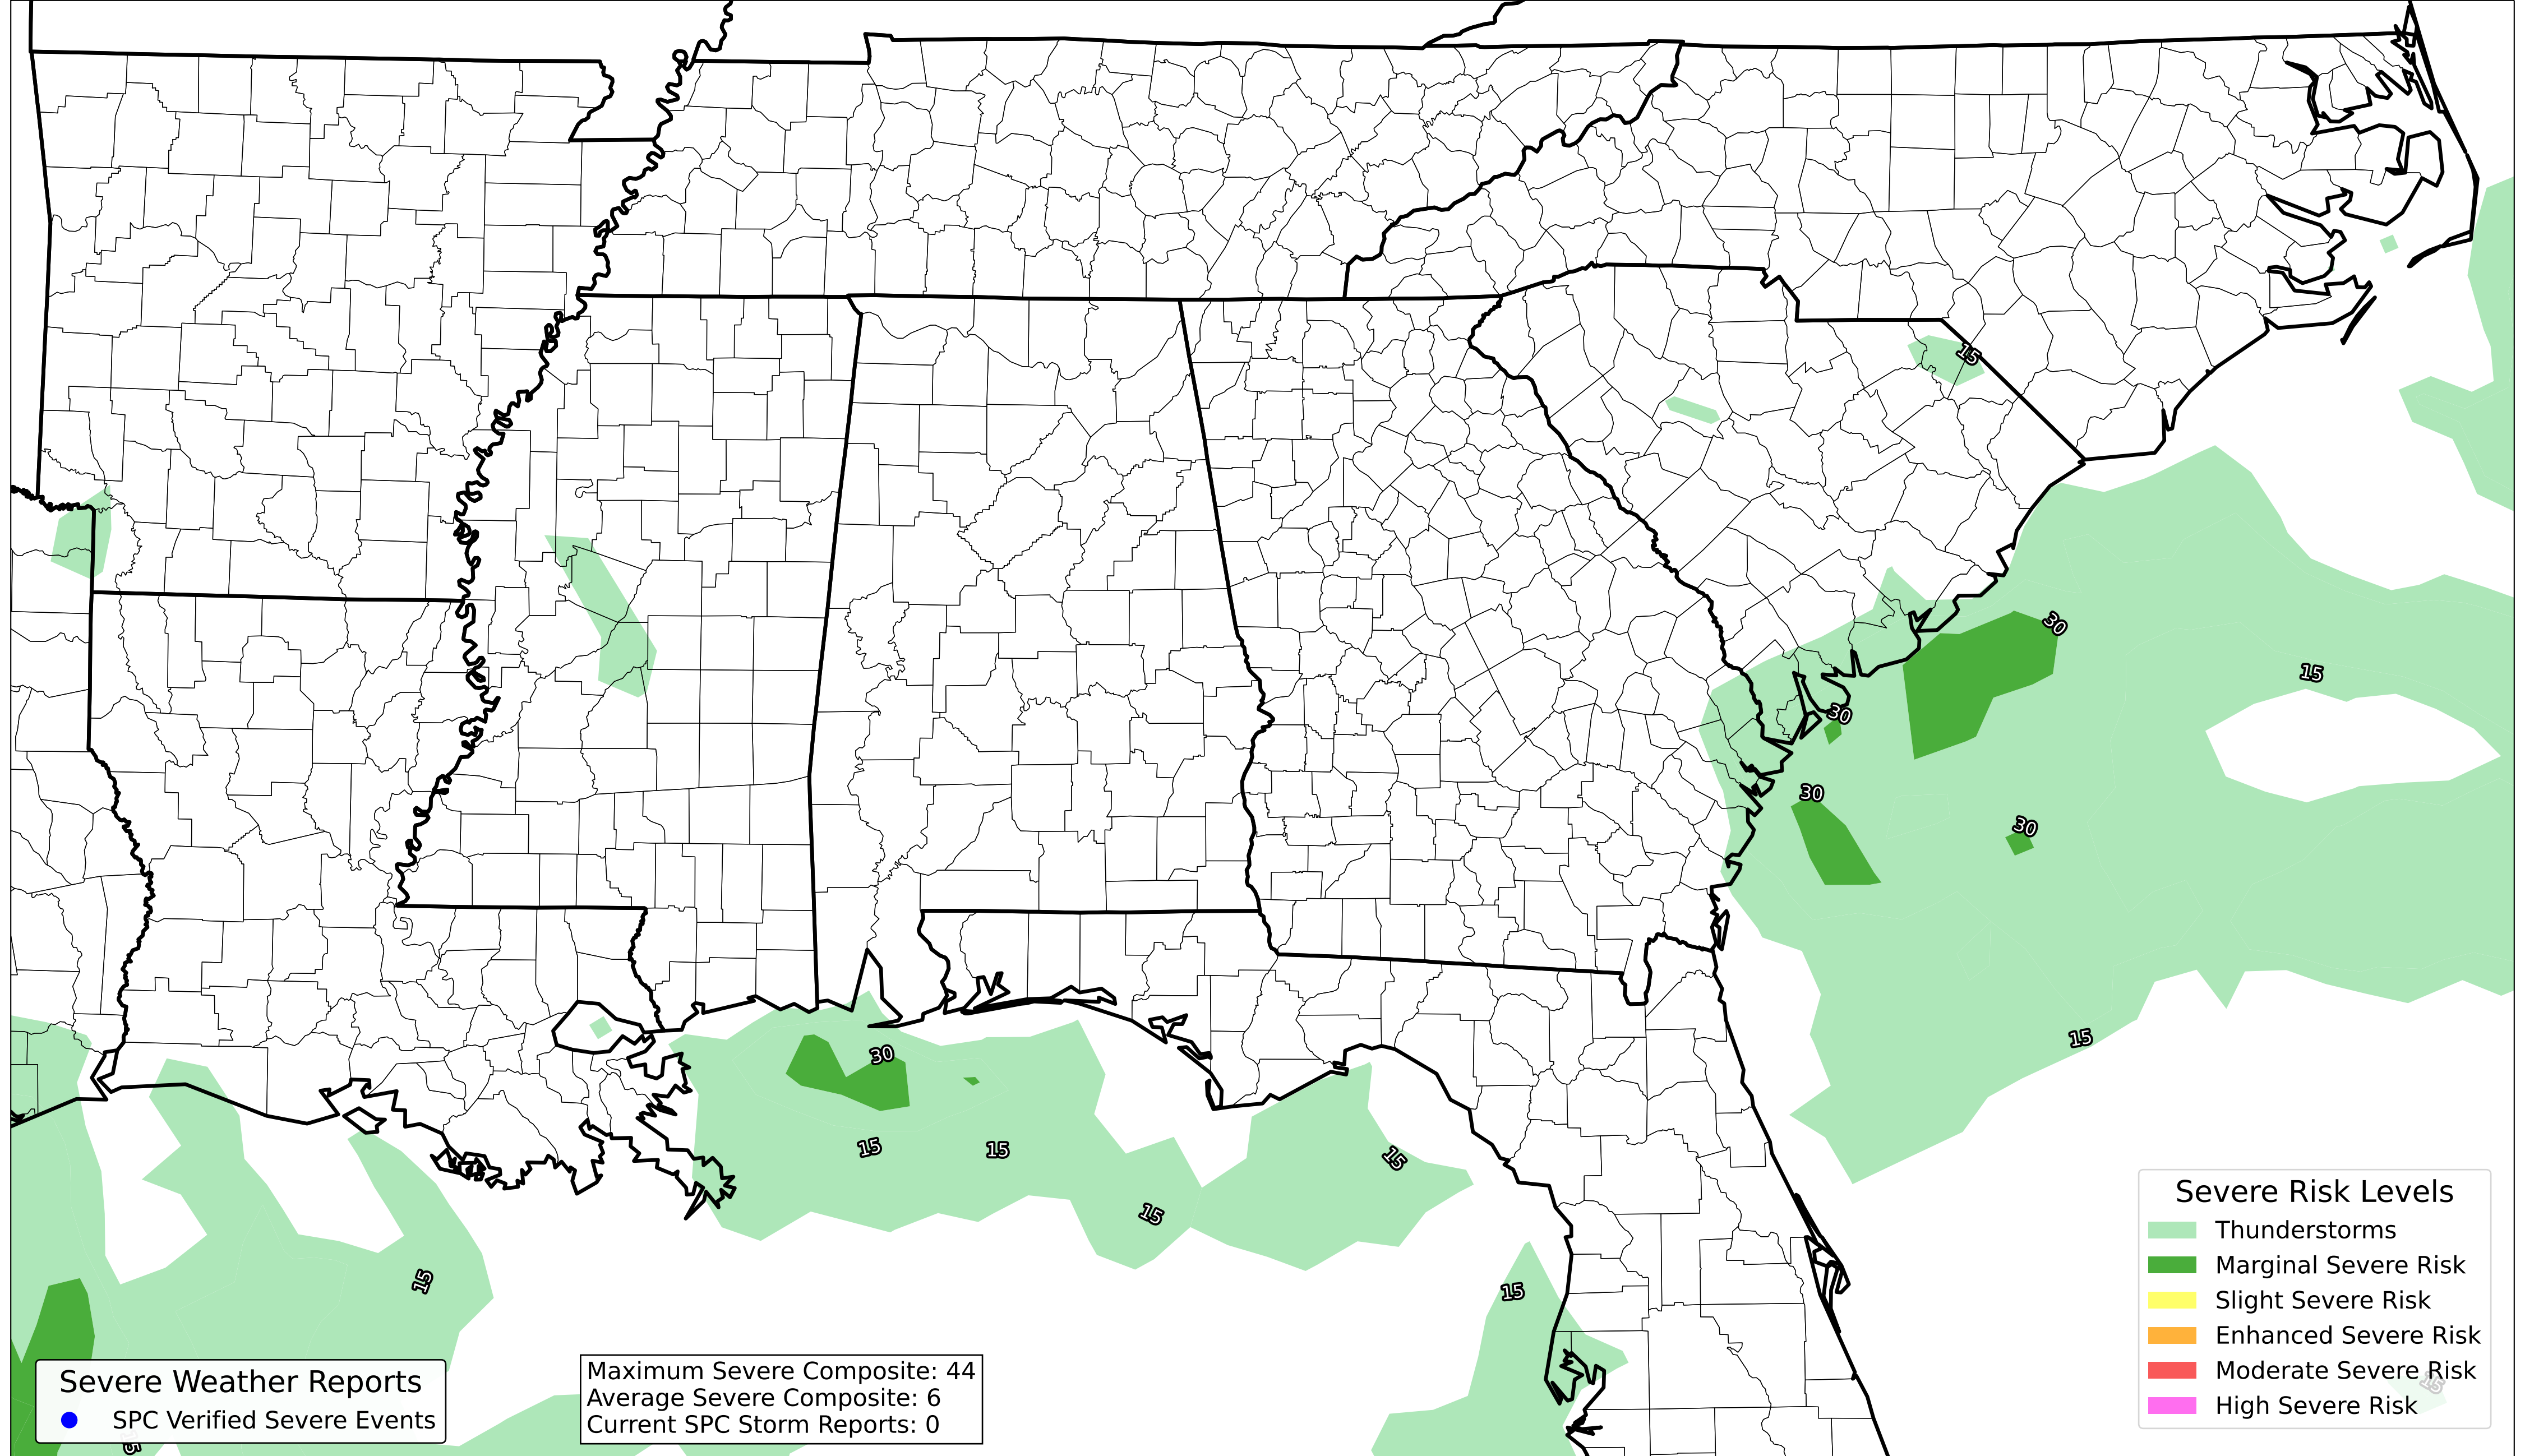 15
30
15
30
30
30
15
30
15
15
15
15
15
15
15
15
Severe Weather Reports
SPC Verified Severe Events
Maximum Severe Composite: 44
Average Severe Composite: 6
Current SPC Storm Reports: 0
Severe Risk Levels
Thunderstorms
Marginal Severe Risk
Slight Severe Risk
Enhanced Severe Risk
Moderate Severe Risk
High Severe Risk